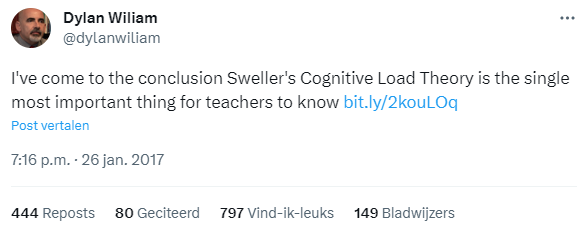 Dylan Wiliam
@dylanwiliam
I've come to the conclusion Sweller's Cognitive Load Theory is the single
most important thing for teachers to know bit.ly/2kouLOq
Post vertalen
7:16 p.m. · 26 jan. 2017
444 Reposts 80 Geciteerd 797 Vind-ik-leuks 149 Bladwijzers